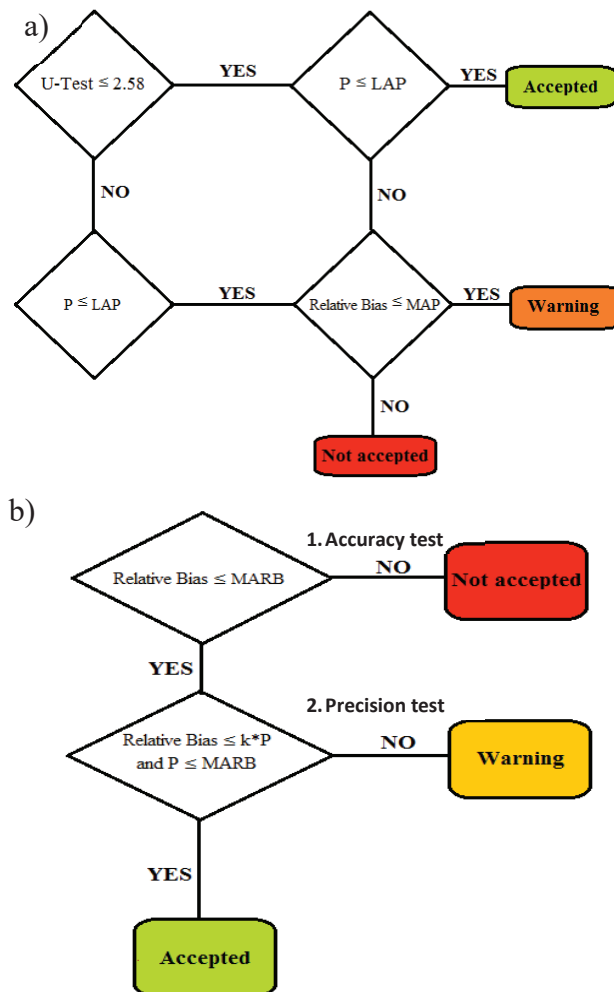 a)
U-Test ≤ 2.58
YES
P ≤ LAP
YES
Accepted
NO
NO
P ≤ LAP
YES
Relative Bias ≤ MAP
YES
Warning
NO
Not accepted
b)
1. Accuracy test
Relative Bias ≤ MARB
NO
Not accepted
YES
2. Precision test
Relative Bias ≤ k*P
and P ≤ MARB
NO
Warning
YES
Accepted